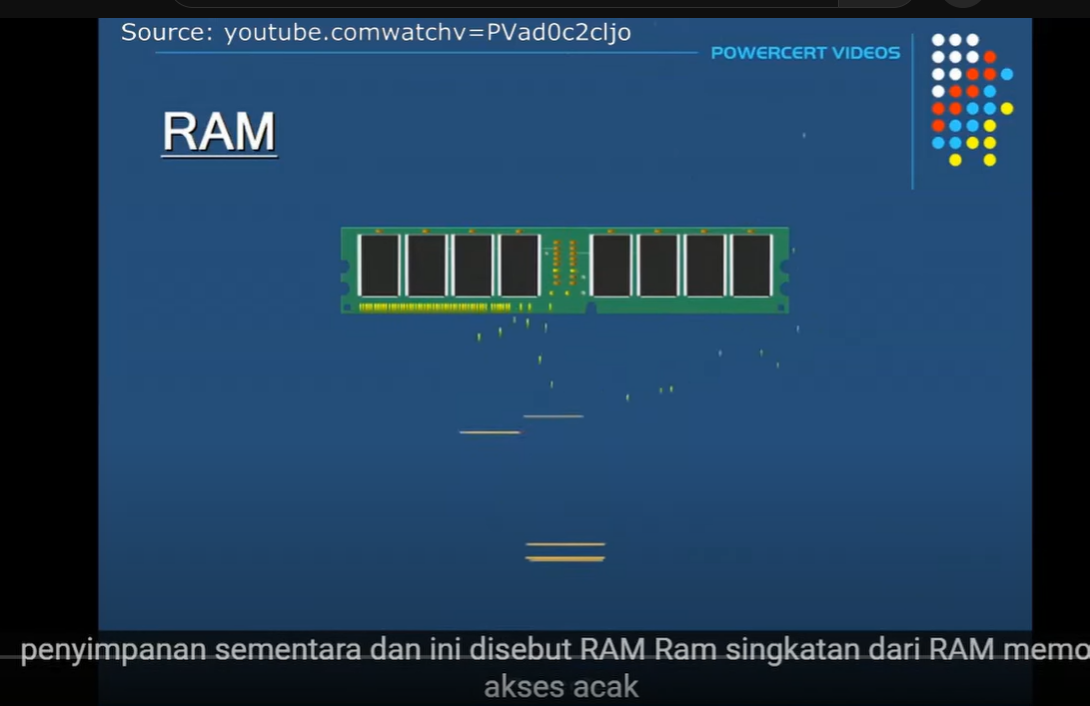 Source: youtube.comwatchv=PVad0c2cljo
POWERCERT VIDEOS
RAM
penyimpanan sementara dan ini disebut RAM Ram singkatan dari RAM memo
akses acak